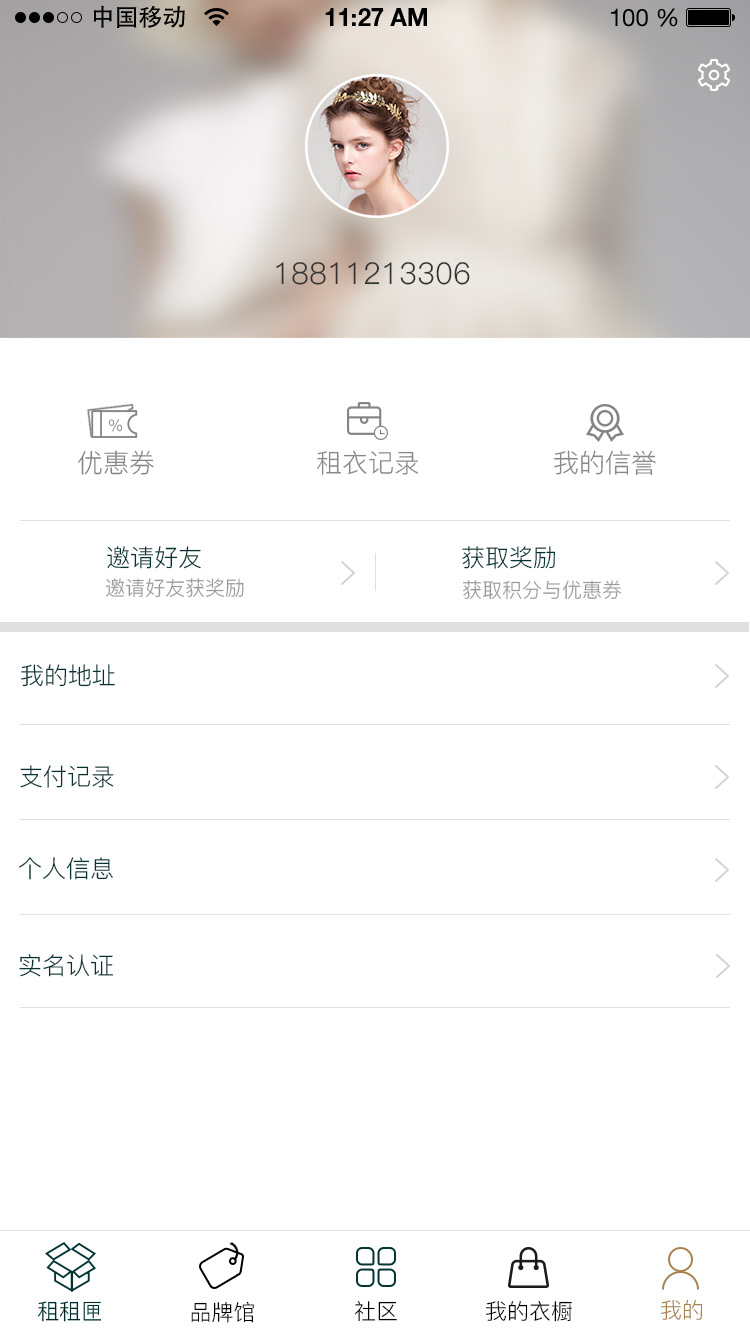 中国移动 11:27 AM 100 %
18811213306
%
优惠券 租衣记录 我的信誉
邀请好友 获取奖励
邀请好友获奖励 获取积分与优惠券
我的地址
支付记录
个人信息
实名认证
租租匣 品牌馆 社区 我的衣橱 我的